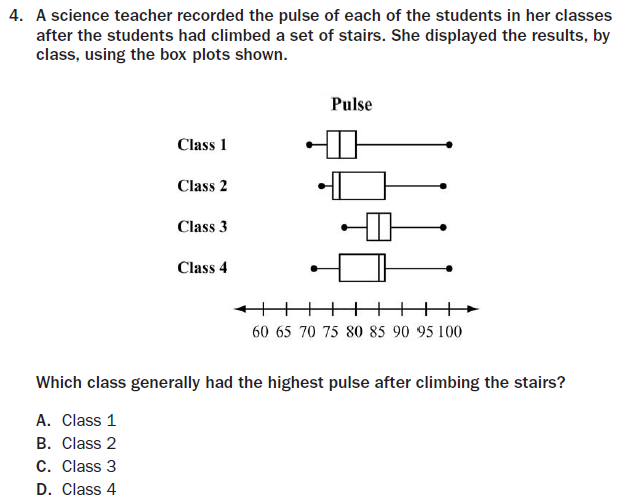 4. A science teacher recorded the pulse of each of the students in her classes
after the students had climbed a set of stairs. She displayed the results, by
class, using the box plots shown.
Pulse
Class 1
Class 2
Class 3
Class 4
60 65 70 75 80 85 90 95 100
Which class generally had the highest pulse after climbing the stairs?
A. Class 1
B. Class 2
C. Class 3
D. Class 4